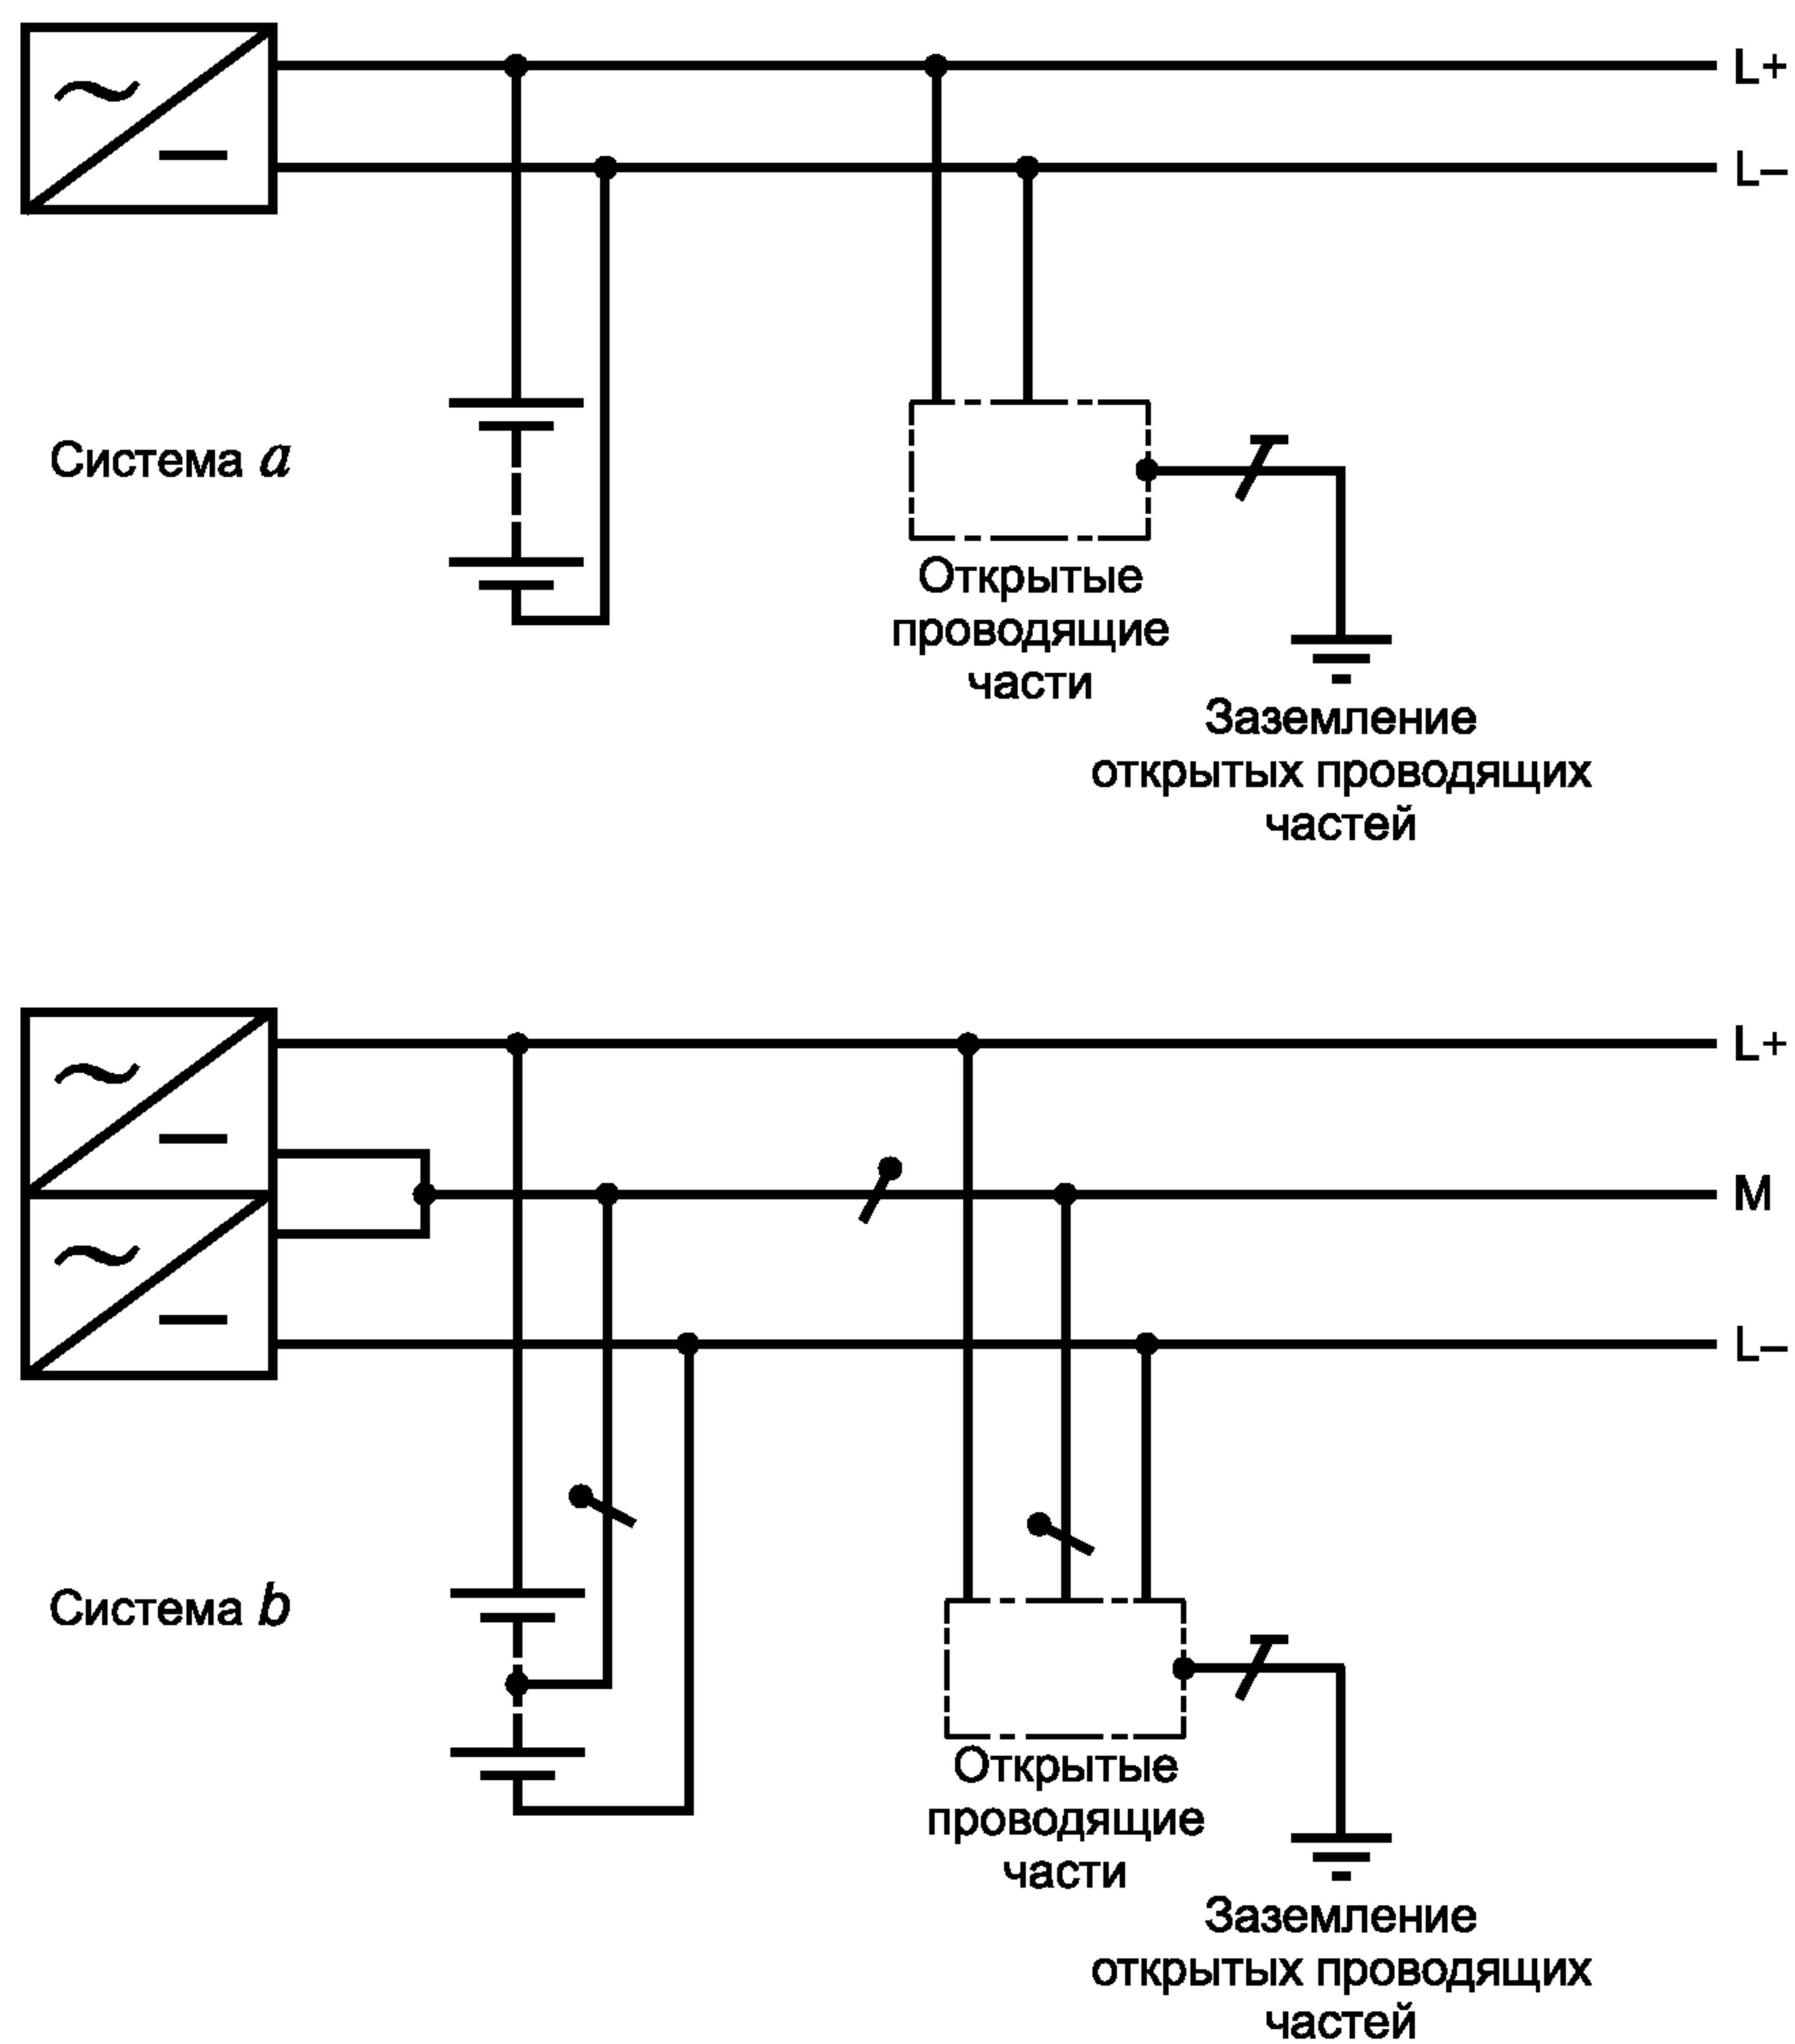 L+
L–
Система a
Открытые
проводящие
части
Заземление
открытых проводящих
частей
L+
M
L–
Система b
Открытые
проводящие
части
Заземление
открытых проводящих
частей